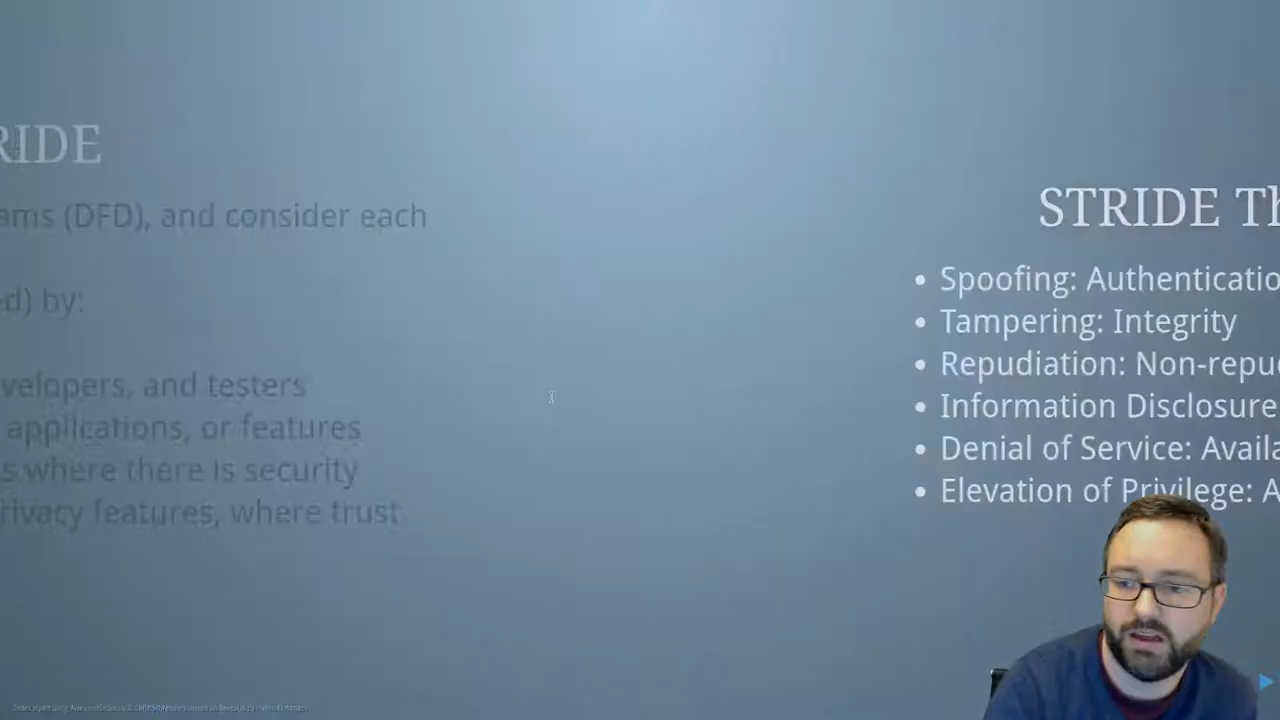 RIDE
ams (DFD), and consider each
ed) by:
velopers, and testers
applications, or features
s where there is security
rivacy features, where trust
STRIDE Th
• Spoofing: Authenticatio
• Tampering: Integrity
• Repudiation: Non-repu
• Information Disclosure
• Denial of Service: Availa
• Elevation of Privilege: A